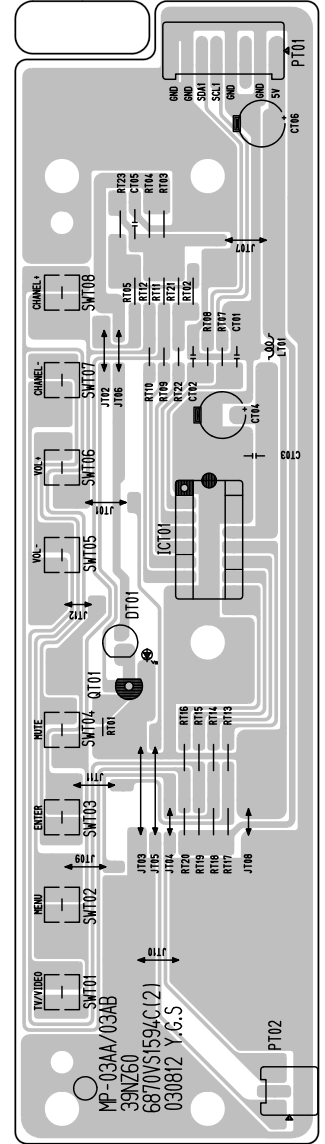 PT01
GND
GND
SDA1
SCL1
GND
GND
5V
CT06
RT23
CT05
RT04
RT03
JT07
CHANEL+
SWT08
RT05
RT12
RT11
RT21
RT02
RT08
RT07
CT01
LT01
JT02
JT06
RT10
RT09
RT22
CT02
CHANEL-
SWT07
CT04
CT03
VOL+
SWT06
JT01
ICT01
VOL-
SWT05
JT12
DT01
QT01
MUTE
SWT04
RT01
RT16
RT15
RT14
RT13
JT11
ENTER
SWT03
JT03
JT05
JT04
RT20
RT19
RT18
RT17
JT08
JT09
MENU
SWT02
JT10
TV/VIDEO
SWT01
MP-03AA/03AB
39NZ60
6870VS1594C(2)
030812 Y.G.S
PT02